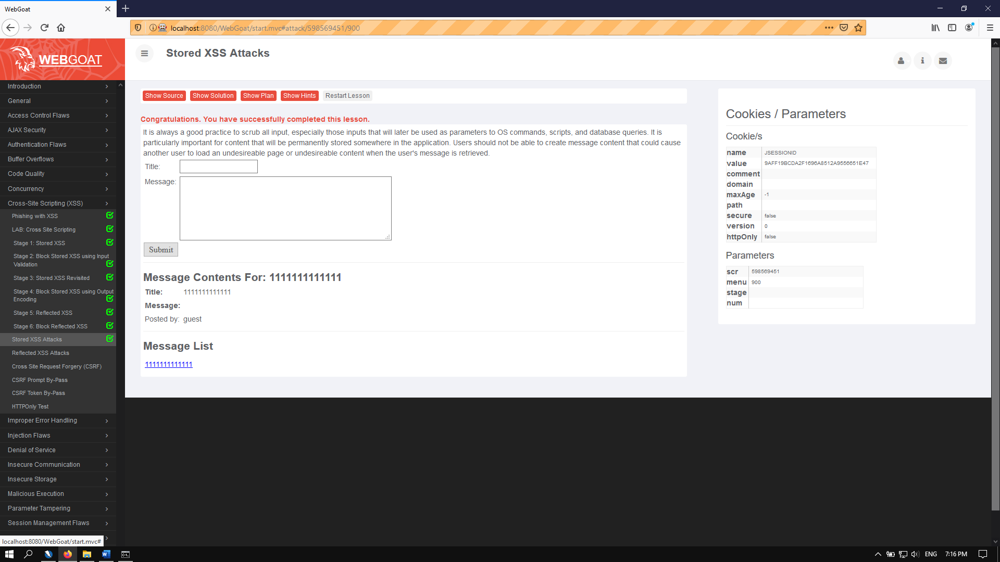 WebGoat
localhost:8080/WebGoat/start.mvc#attack/598569451/900
WEBGOAT
Stored XSS Attacks
Introduction
General
Access Control Flaws
AJAX Security
Authentication Flaws
Buffer Overflows
Code Quality
Concurrency
Cross-Site Scripting (XSS)
Phishing with XSS
LAB: Cross Site Scripting
Stage 1: Stored XSS
Stage 2: Block Stored XSS using Input
Validation
Stage 3: Stored XSS Revisited
Stage 4: Block Stored XSS using Output
Encoding
Stage 5: Reflected XSS
Stage 6: Block Reflected XSS
Stored XSS Attacks
Reflected XSS Attacks
Cross Site Request Forgery (CSRF)
CSRF Prompt By-Pass
CSRF Token By-Pass
HTTPOnly Test
Improper Error Handling
Injection Flaws
Denial of Service
Insecure Communication
Insecure Storage
Malicious Execution
Parameter Tampering
Session Management Flaws
localhost:8080/WebGoat/start.mvc#
Show Source Show Solution Show Plan Show Hints Restart Lesson
Congratulations. You have successfully completed this lesson.
It is always a good practice to scrub all input, especially those inputs that will later be used as parameters to OS commands, scripts, and database queries. It is
particularly important for content that will be permanently stored somewhere in the application. Users should not be able to create message content that could cause
another user to load an undesireable page or undesireable content when the user's message is retrieved.
Title:
Message:
Submit
Message Contents For: 1111111111111
Title: 1111111111111
Message:
Posted by: guest
Message List
1111111111111
Cookies / Parameters
Cookie/s
name JSESSIONID
value 9AFF19BCDA2F1696A8512A9556651E47
comment
domain
maxAge -1
path
secure false
version 0
httpOnly false
Parameters
scr 598569451
menu 900
stage
num
ENG 7:16 PM